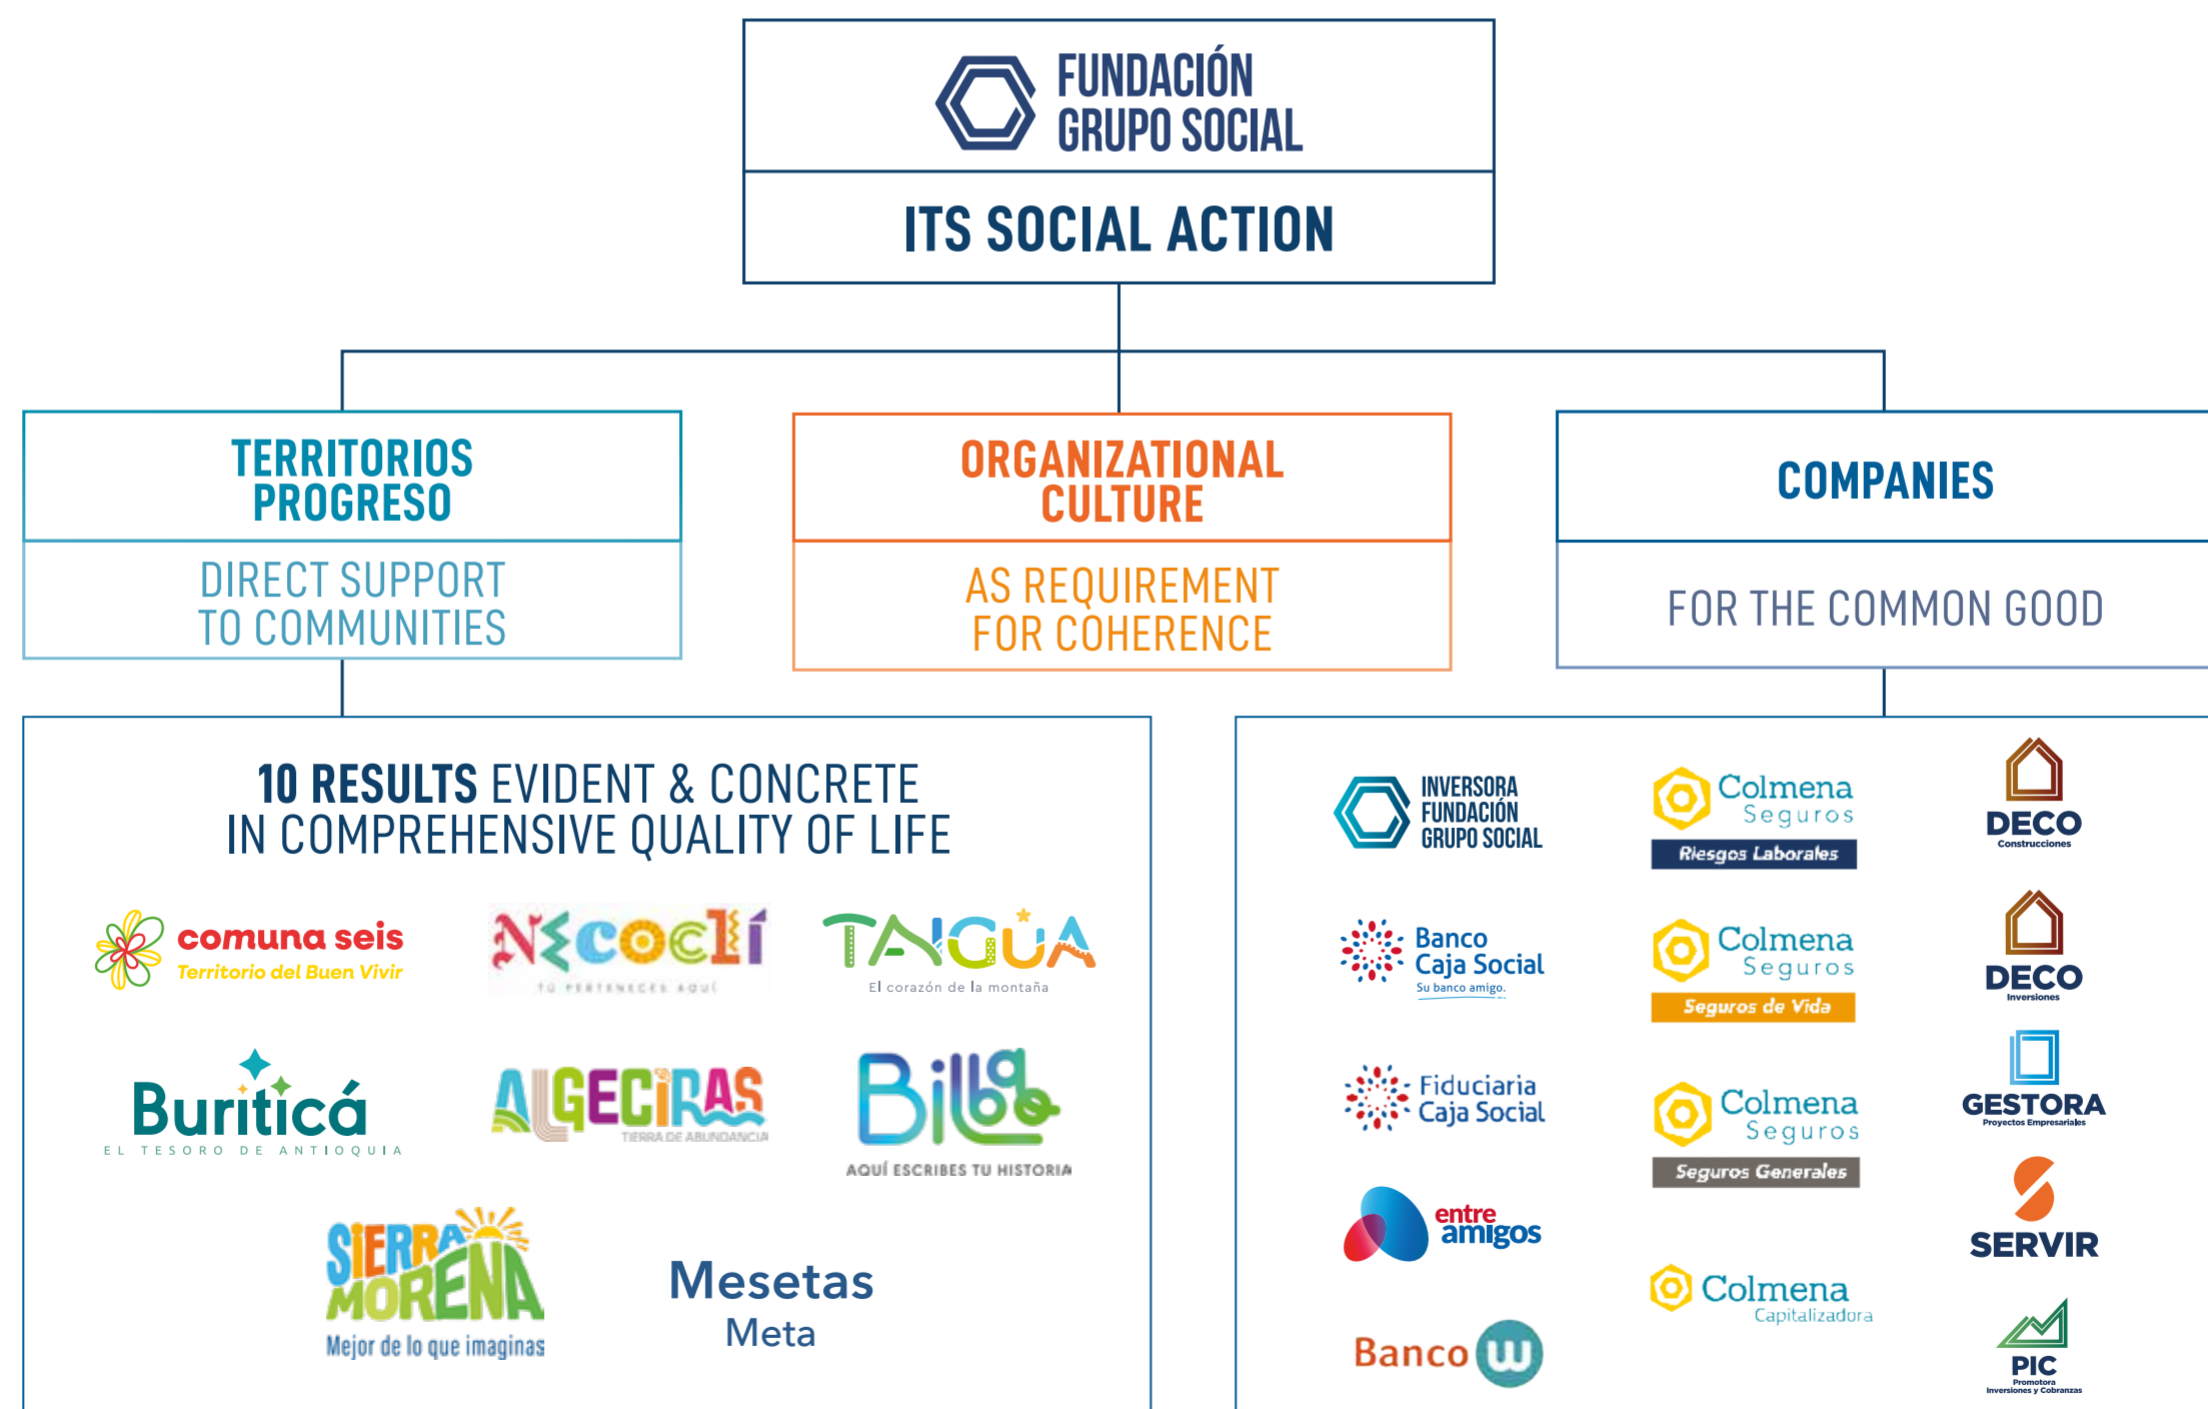 FUNDACIÓN
GRUPO SOCIAL
ITS SOCIAL ACTION
TERRITORIOS
PROGRESO
DIRECT SUPPORT
TO COMMUNITIES
ORGANIZATIONAL
CULTURE
AS REQUIREMENT
FOR COHERENCE
COMPANIES
FOR THE COMMON GOOD
10 RESULTS EVIDENT & CONCRETE
IN COMPREHENSIVE QUALITY OF LIFE
comuna seis
Territorio del Buen Vivir
NECOCLÍ
TÚ PERTENECES AQUÍ
TAIGÜA
El corazón de la montaña
Buriticá
EL TESORO DE ANTIOQUIA
ALGECIRAS
TIERRA DE ABUNDANCIA
Bilbao
AQUÍ ESCRIBES TU HISTORIA
SIERRA
MORENA
Mejor de lo que imaginas
Mesetas
Meta
INVERSORA
FUNDACIÓN
GRUPO SOCIAL
Banco
Caja Social
Su banco amigo.
Fiduciaria
Caja Social
entre
amigos
Banco W
Colmena
Seguros
Riesgos Laborales
Colmena
Seguros
Seguros de Vida
Colmena
Seguros
Seguros Generales
Colmena
Capitalizadora
DECO
Construcciones
DECO
Inversiones
GESTORA
Proyectos Empresariales
SERVIR
PIC
Promotora
Inversiones y Cobranzas